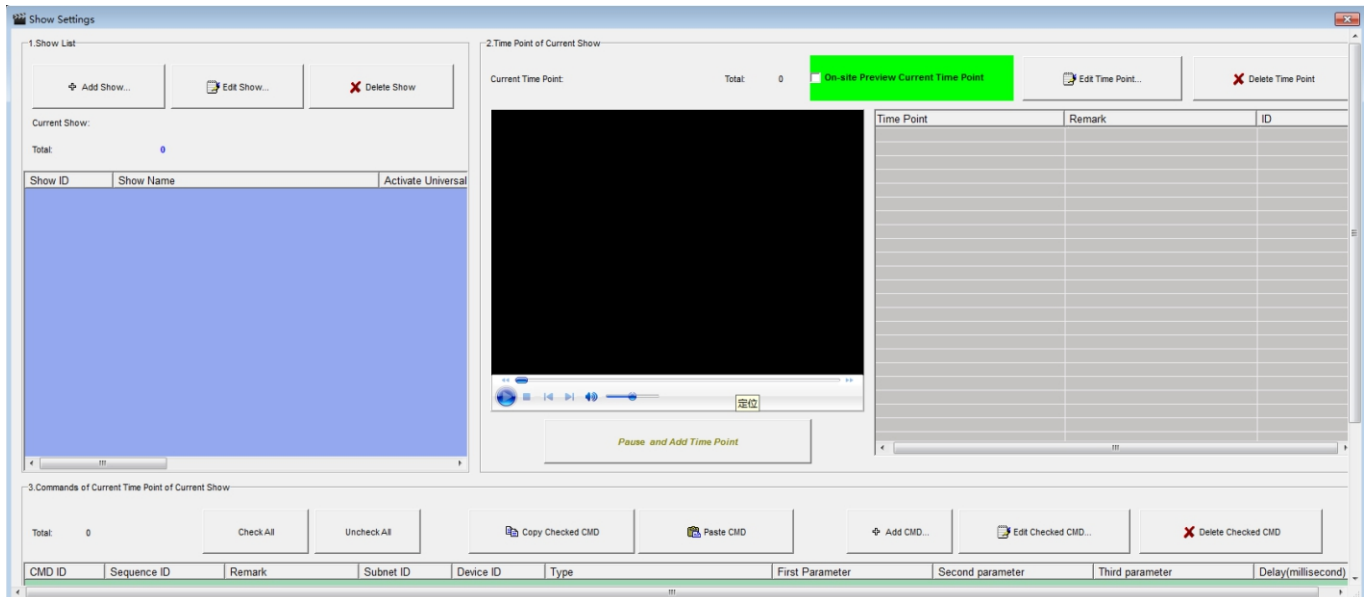 Show Settings
1.Show List
Add Show...
Edit Show...
Delete Show
Current Show:
Total: 0
Show ID Show Name Activate Universal
2.Time Point of Current Show
Current Time Point: Total: 0
On-site Preview Current Time Point
Edit Time Point...
Delete Time Point
Time Point Remark ID
定位
Pause and Add Time Point
3.Commands of Current Time Point of Current Show
Total: 0
Check All
Uncheck All
Copy Checked CMD
Paste CMD
Add CMD...
Edit Checked CMD...
Delete Checked CMD
CMD ID Sequence ID Remark Subnet ID Device ID Type First Parameter Second parameter Third parameter Delay(millisecond)